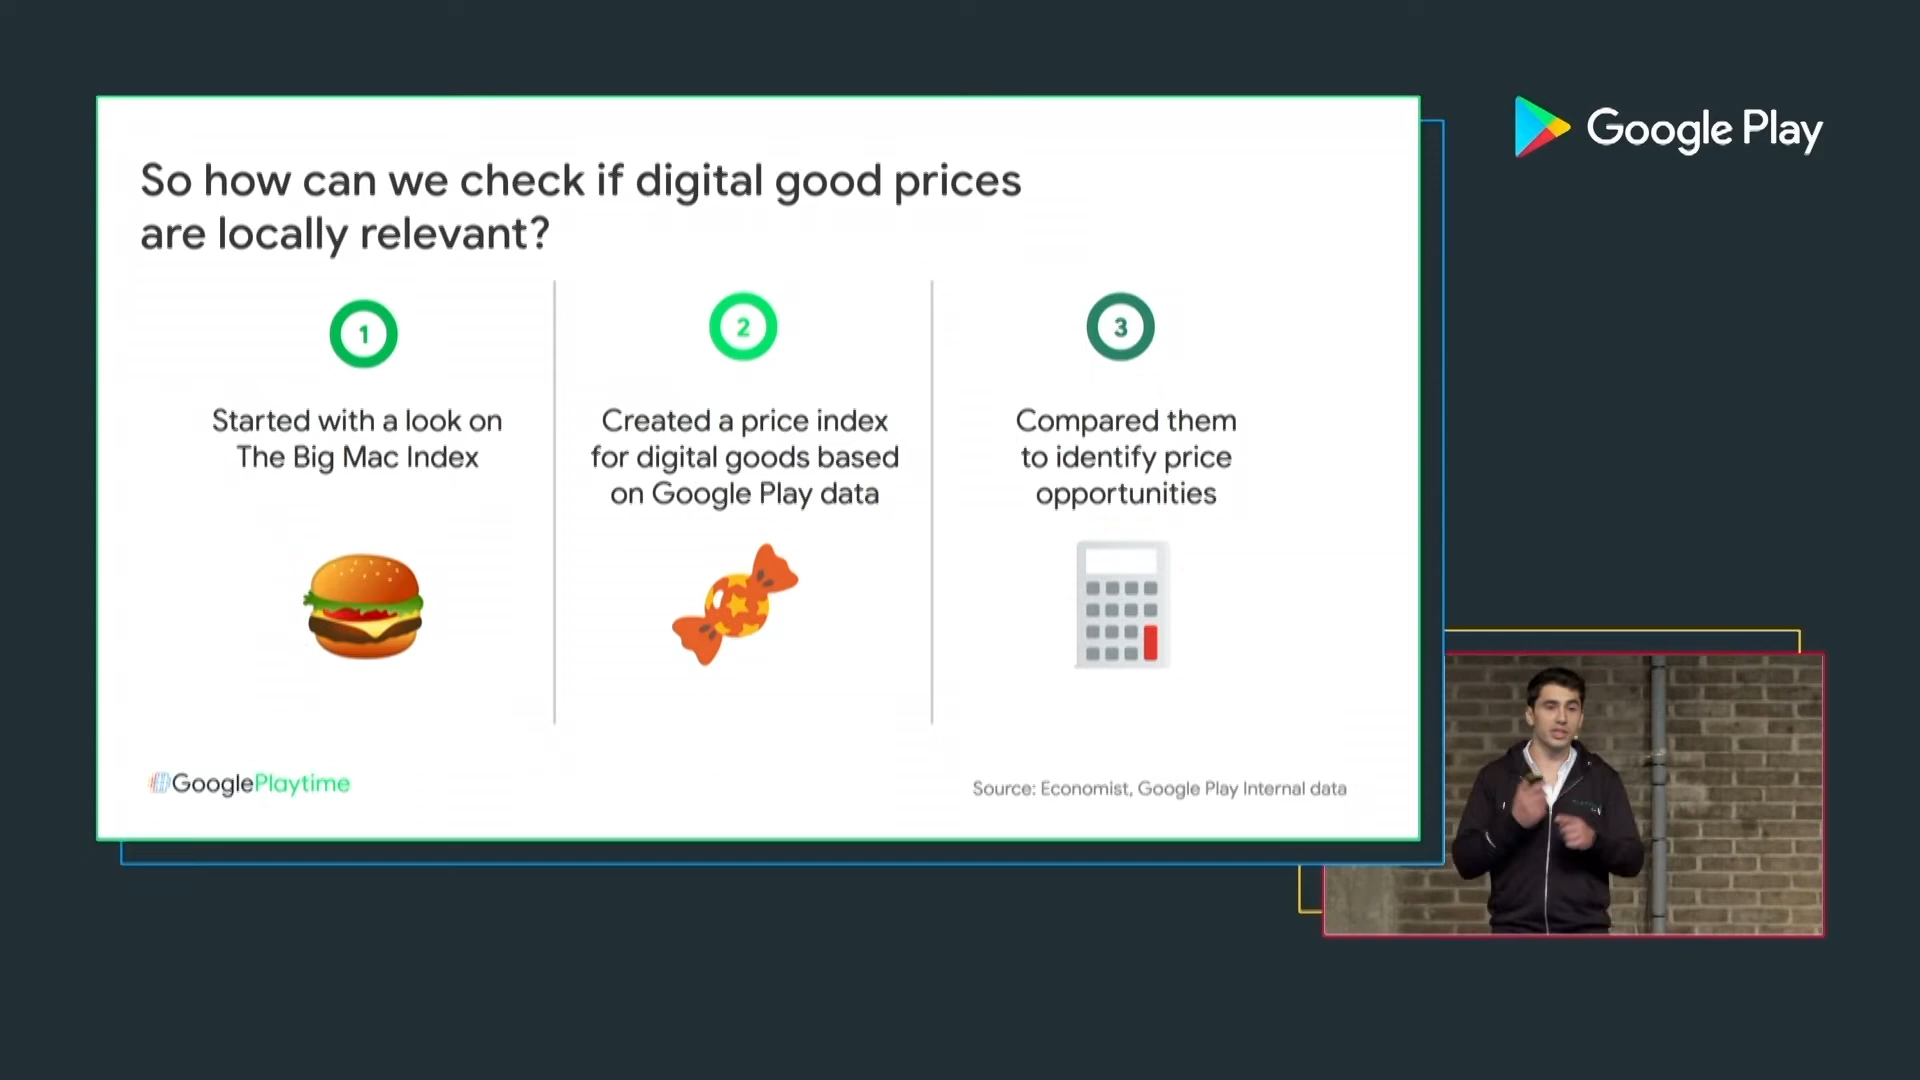 Google Play
So how can we check if digital good prices
are locally relevant?
1
Started with a look on
The Big Mac Index
2
Created a price index
for digital goods based
on Google Play data
3
Compared them
to identify price
opportunities
GooglePlaytime
Source: Economist, Google Play Internal data